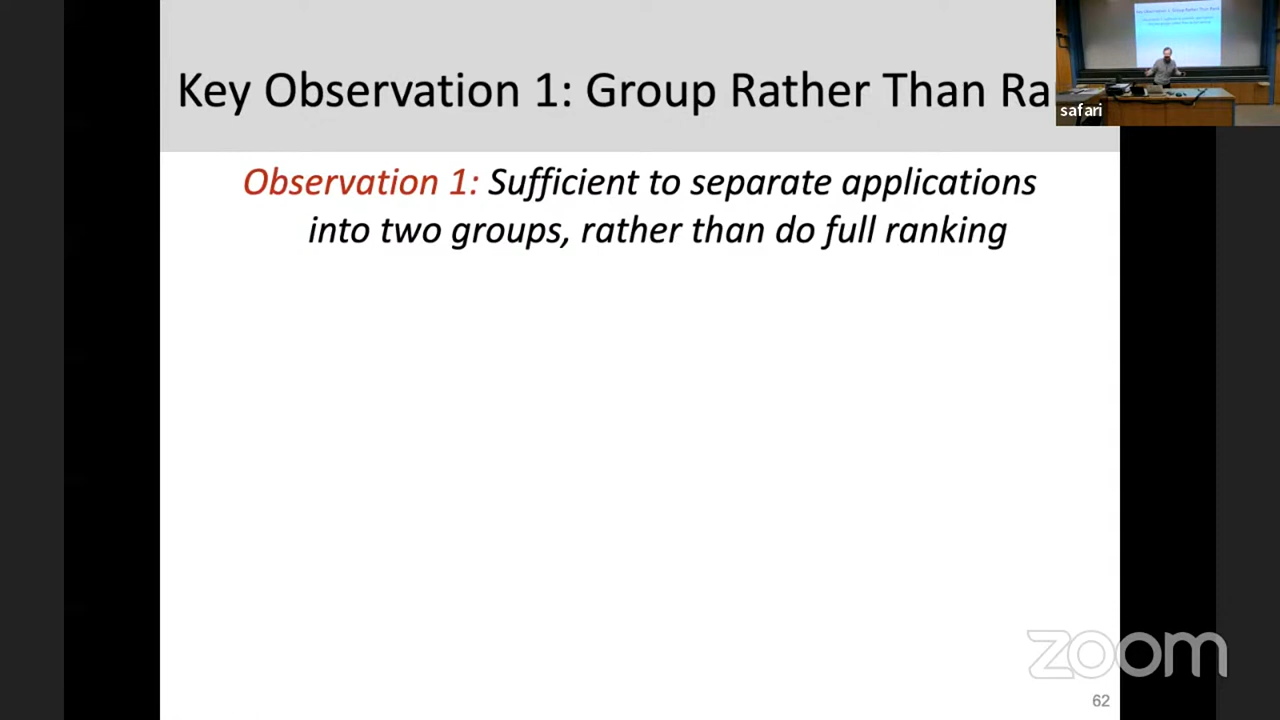 Key Observation 1: Group Rather Than Ra
safari
Observation 1: Sufficient to separate applications
into two groups, rather than do full ranking
zoom
62